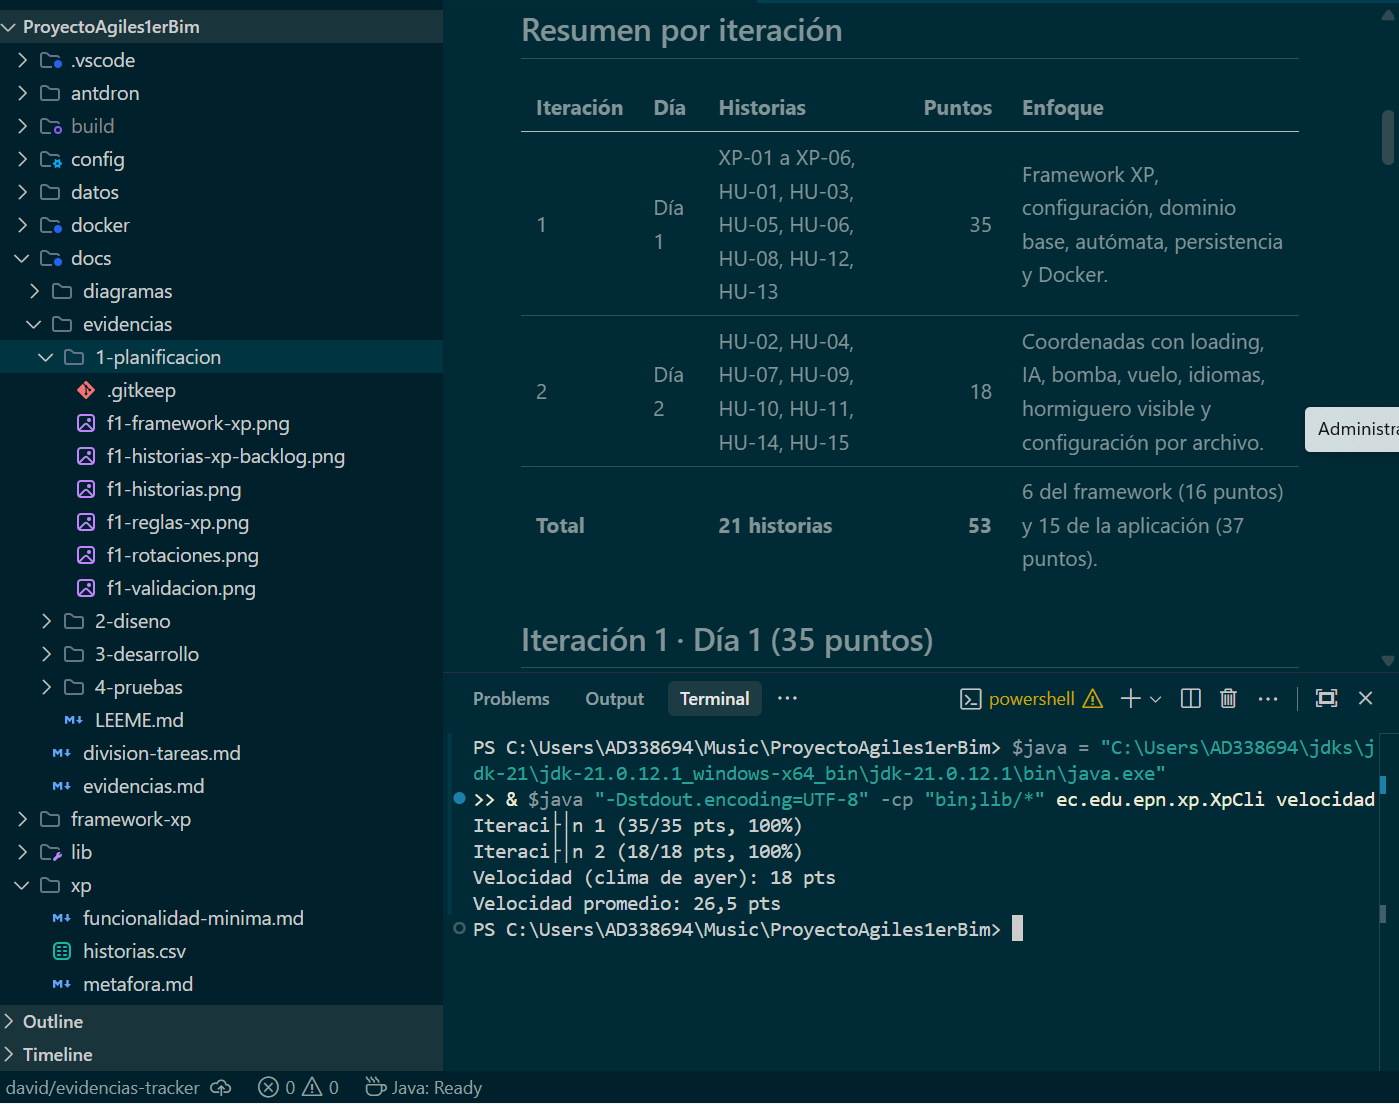 ProyectoAgiles1erBim
.vscode
antdron
build
config
datos
docker
docs
diagramas
evidencias
1-planificacion
.gitkeep
f1-framework-xp.png
f1-historias-xp-backlog.png
f1-historias.png
f1-reglas-xp.png
f1-rotaciones.png
f1-validacion.png
2-diseno
3-desarrollo
4-pruebas
LEEME.md
division-tareas.md
evidencias.md
framework-xp
lib
xp
funcionalidad-minima.md
historias.csv
metafora.md
Outline
Timeline
Resumen por iteración
Iteración Día Historias Puntos Enfoque
1
Día
1
XP-01 a XP-06,
HU-01, HU-03,
HU-05, HU-06,
HU-08, HU-12,
HU-13
35
Framework XP,
configuración, dominio
base, autómata, persistencia
y Docker.
2
Día
2
HU-02, HU-04,
HU-07, HU-09,
HU-10, HU-11,
HU-14, HU-15
18
Coordenadas con loading,
IA, bomba, vuelo, idiomas,
hormiguero visible y
configuración por archivo.
Total
21 historias
53
6 del framework (16 puntos)
y 15 de la aplicación (37
puntos).
Administra
Iteración 1 · Día 1 (35 puntos)
Problems Output Terminal ··· powershell ···
PS C:\Users\AD338694\Music\ProyectoAgiles1erBim> $java = "C:\Users\AD338694\jdks\j
dk-21\jdk-21.0.12.1_windows-x64_bin\jdk-21.0.12.1\bin\java.exe"
>> & $java "-Dstdout.encoding=UTF-8" -cp "bin;lib/*" ec.edu.epn.xp.XpCli velocidad
Iteraci├│n 1 (35/35 pts, 100%)
Iteraci├│n 2 (18/18 pts, 100%)
Velocidad (clima de ayer): 18 pts
Velocidad promedio: 26,5 pts
PS C:\Users\AD338694\Music\ProyectoAgiles1erBim>
david/evidencias-tracker 0 0 Java: Ready